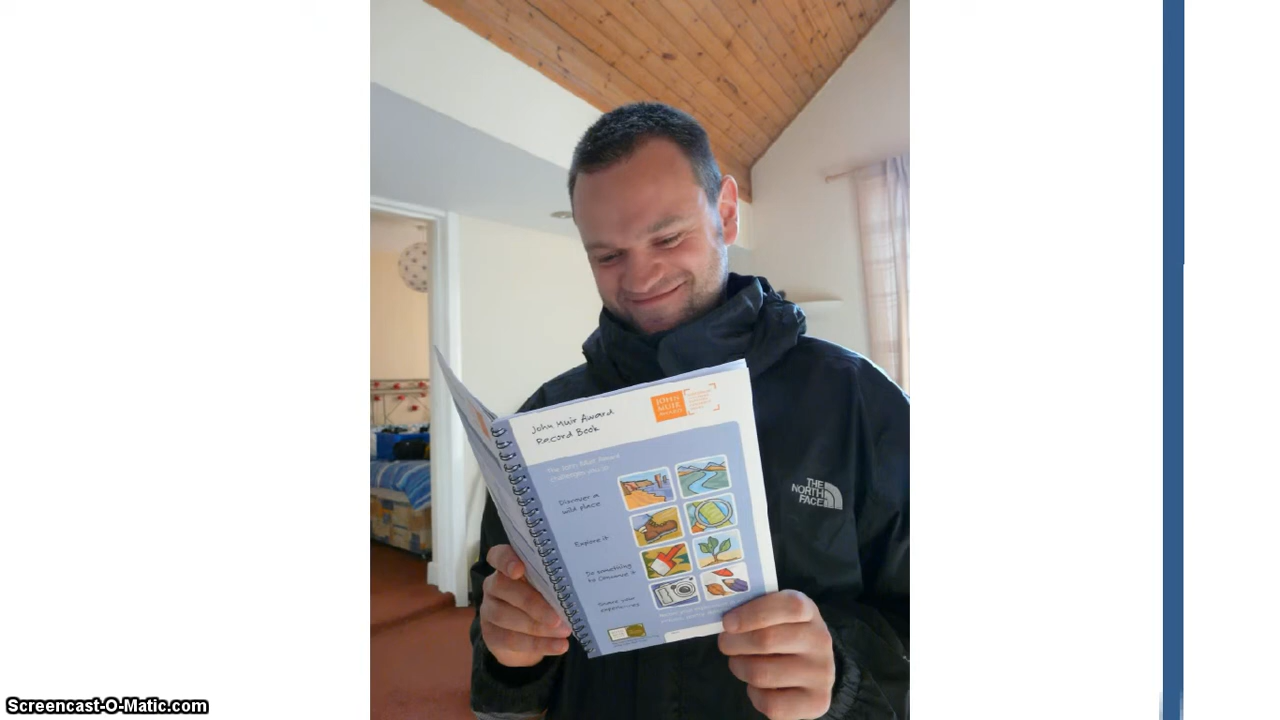 John Muir Award
Record Book
JOHN
MUIR
AWARD
The John Muir Award
challenges you to:
Discover a
wild place
Explore it
Do something
to conserve it
Share your
experiences
THE
NORTH
FACE
Screencast-O-Matic.com